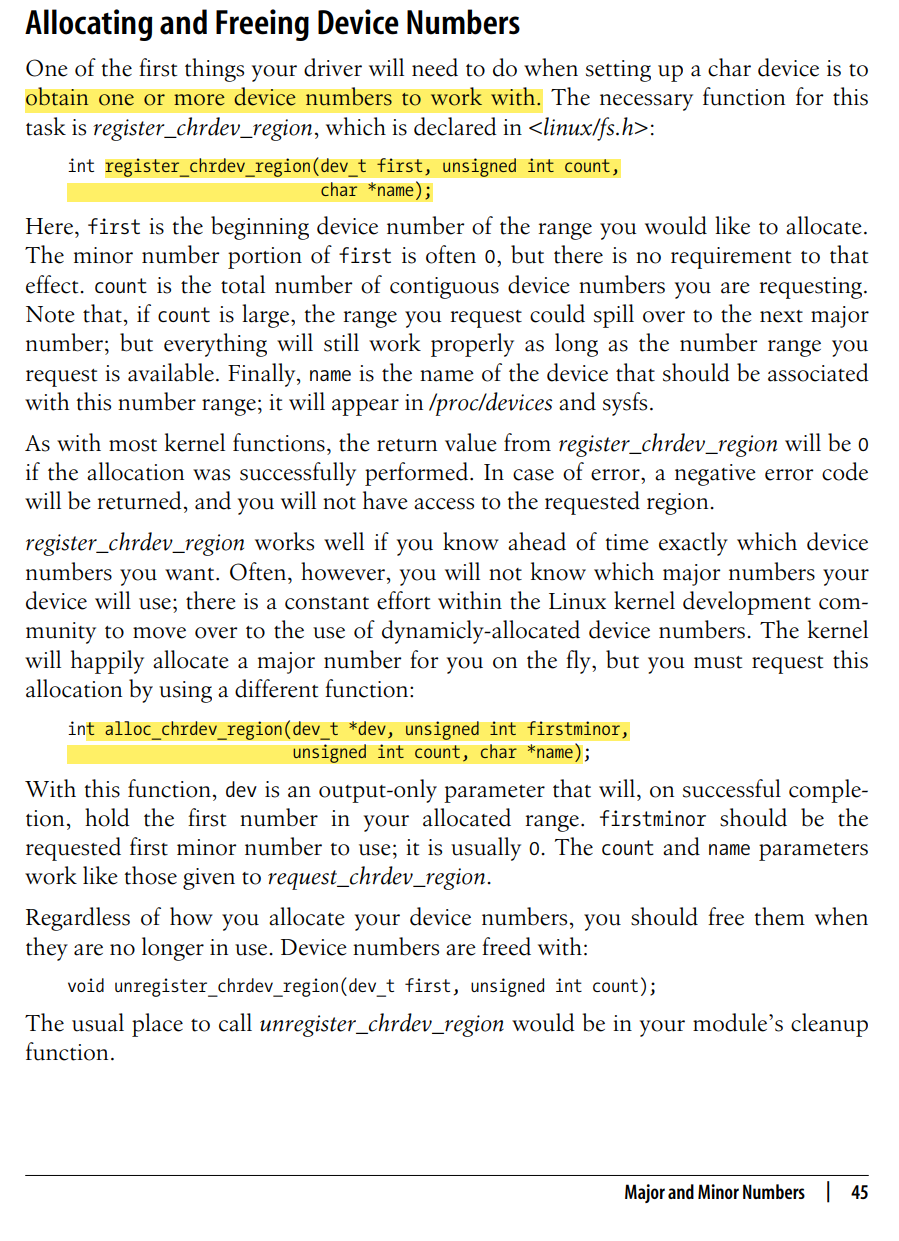 Allocating and Freeing Device Numbers
One of the first things your driver will need to do when setting up a char device is to
obtain one or more device numbers to work with. The necessary function for this
task is register_chrdev_region, which is declared in <linux/fs.h>:
int register_chrdev_region(dev_t first, unsigned int count,
char *name);
Here, first is the beginning device number of the range you would like to allocate.
The minor number portion of first is often 0, but there is no requirement to that
effect. count is the total number of contiguous device numbers you are requesting.
Note that, if count is large, the range you request could spill over to the next major
number; but everything will still work properly as long as the number range you
request is available. Finally, name is the name of the device that should be associated
with this number range; it will appear in /proc/devices and sysfs.
As with most kernel functions, the return value from register_chrdev_region will be 0
if the allocation was successfully performed. In case of error, a negative error code
will be returned, and you will not have access to the requested region.
register_chrdev_region works well if you know ahead of time exactly which device
numbers you want. Often, however, you will not know which major numbers your
device will use; there is a constant effort within the Linux kernel development com-
munity to move over to the use of dynamicly-allocated device numbers. The kernel
will happily allocate a major number for you on the fly, but you must request this
allocation by using a different function:
int alloc_chrdev_region(dev_t *dev, unsigned int firstminor,
unsigned int count, char *name);
With this function, dev is an output-only parameter that will, on successful comple-
tion, hold the first number in your allocated range. firstminor should be the
requested first minor number to use; it is usually 0. The count and name parameters
work like those given to request_chrdev_region.
Regardless of how you allocate your device numbers, you should free them when
they are no longer in use. Device numbers are freed with:
void unregister_chrdev_region(dev_t first, unsigned int count);
The usual place to call unregister_chrdev_region would be in your module’s cleanup
function.
Major and Minor Numbers | 45